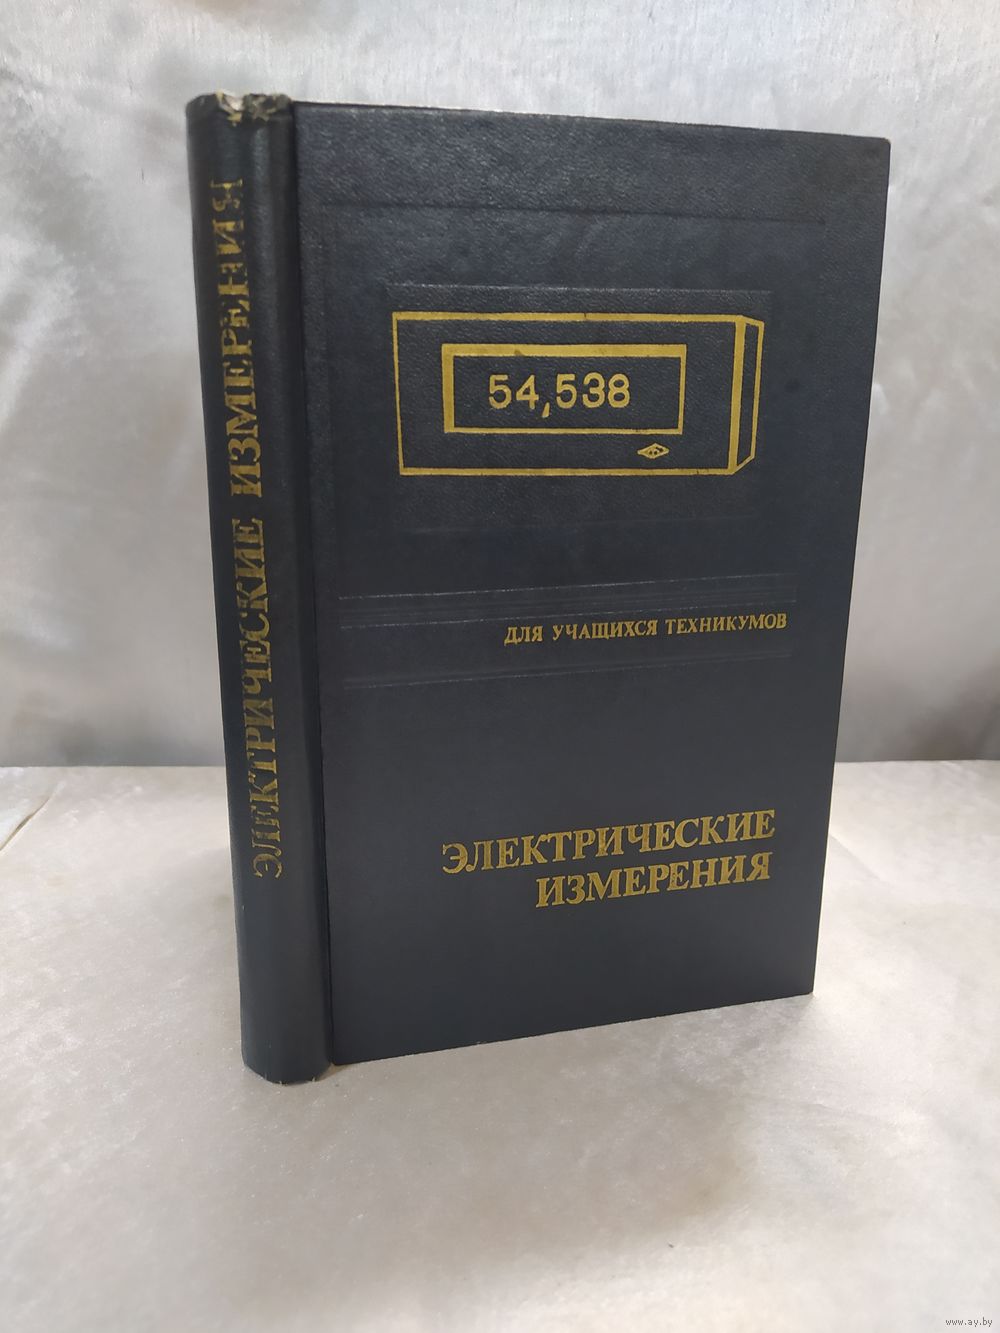 ЭЛЕКТРИЧЕСКИЕ ИЗМЕРЕНИЯ
54,538
ДЛЯ УЧАЩИХСЯ ТЕХНИКУМОВ
ЭЛЕКТРИЧЕСКИЕ
ИЗМЕРЕНИЯ
www.ay.by